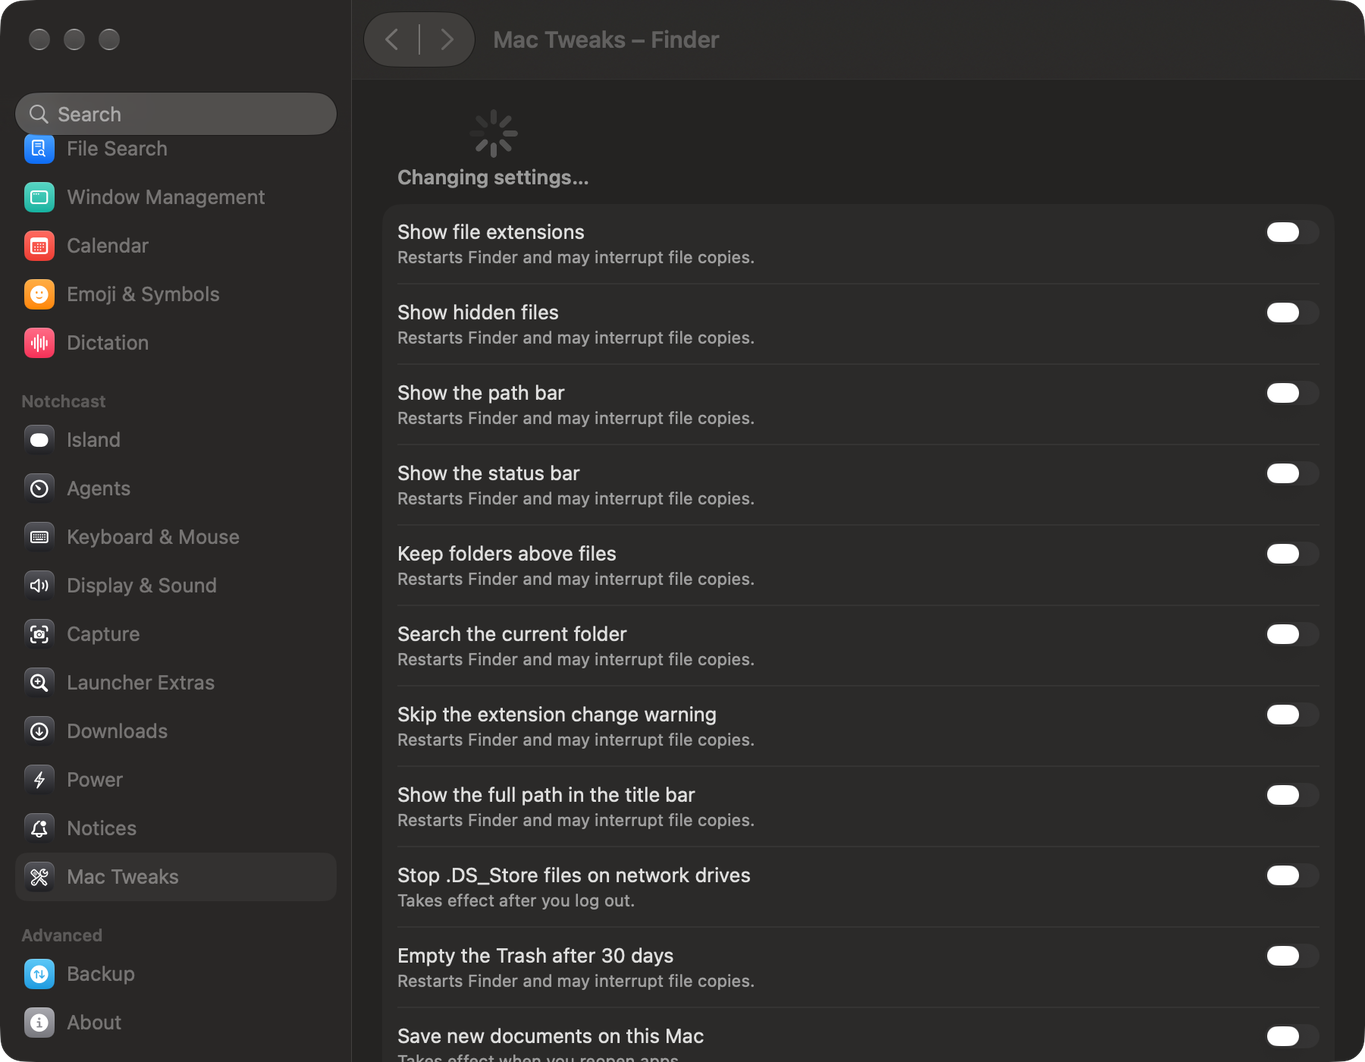 Mac Tweaks – Finder
Search
File Search
Window Management
Calendar
Emoji & Symbols
Dictation
Notchcast
Island
Agents
Keyboard & Mouse
Display & Sound
Capture
Launcher Extras
Downloads
Power
Notices
Mac Tweaks
Advanced
Backup
About
Changing settings...
Show file extensions
Restarts Finder and may interrupt file copies.
Show hidden files
Restarts Finder and may interrupt file copies.
Show the path bar
Restarts Finder and may interrupt file copies.
Show the status bar
Restarts Finder and may interrupt file copies.
Keep folders above files
Restarts Finder and may interrupt file copies.
Search the current folder
Restarts Finder and may interrupt file copies.
Skip the extension change warning
Restarts Finder and may interrupt file copies.
Show the full path in the title bar
Restarts Finder and may interrupt file copies.
Stop .DS_Store files on network drives
Takes effect after you log out.
Empty the Trash after 30 days
Restarts Finder and may interrupt file copies.
Save new documents on this Mac
Takes effect when you reopen apps.